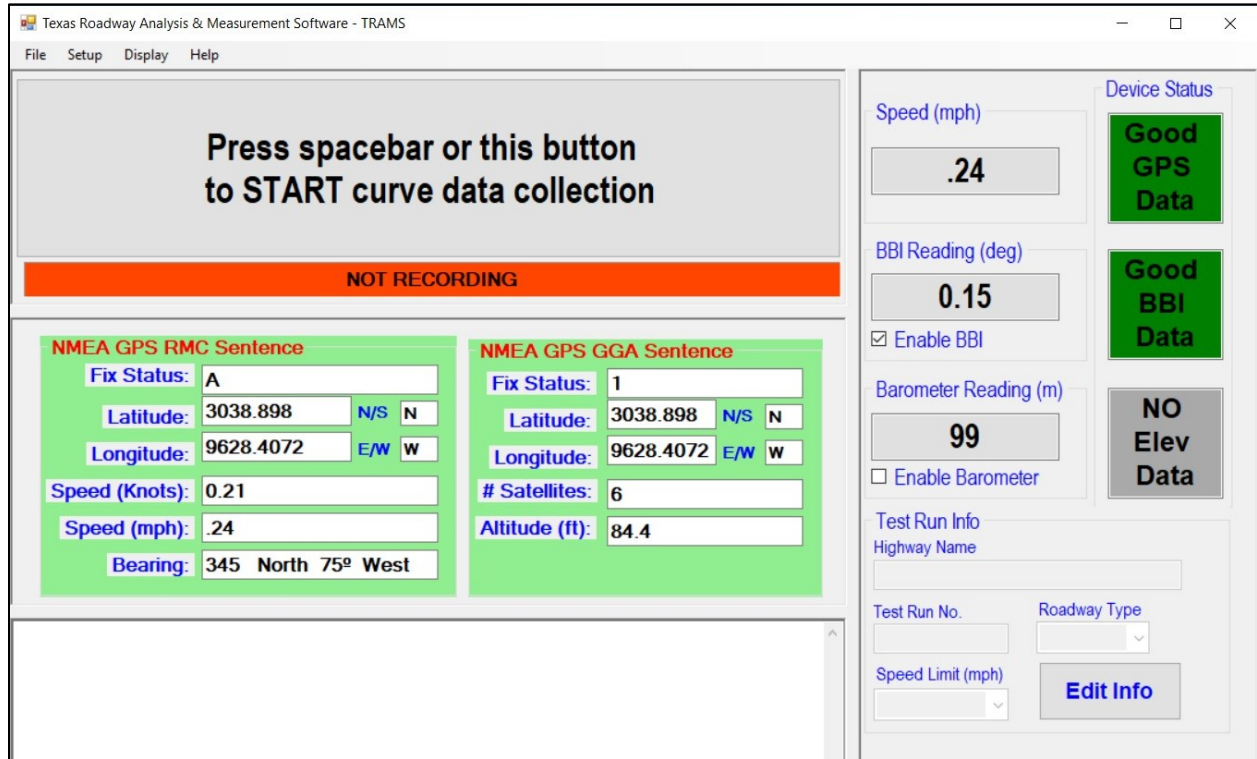 Texas Roadway Analysis & Measurement Software - TRAMS
File Setup Display Help
Press spacebar or this button
to START curve data collection
NOT RECORDING
NMEA GPS RMC Sentence
Fix Status: A
Latitude: 3038.898 N/S N
Longitude: 9628.4072 E/W W
Speed (Knots): 0.21
Speed (mph): .24
Bearing: 345 North 75º West
NMEA GPS GGA Sentence
Fix Status: 1
Latitude: 3038.898 N/S N
Longitude: 9628.4072 E/W W
# Satellites: 6
Altitude (ft): 84.4
Speed (mph)
.24
BBI Reading (deg)
0.15
Enable BBI
Barometer Reading (m)
99
Enable Barometer
Device Status
Good
GPS
Data
Good
BBI
Data
NO
Elev
Data
Test Run Info
Highway Name
Test Run No. Roadway Type
Speed Limit (mph)
Edit Info